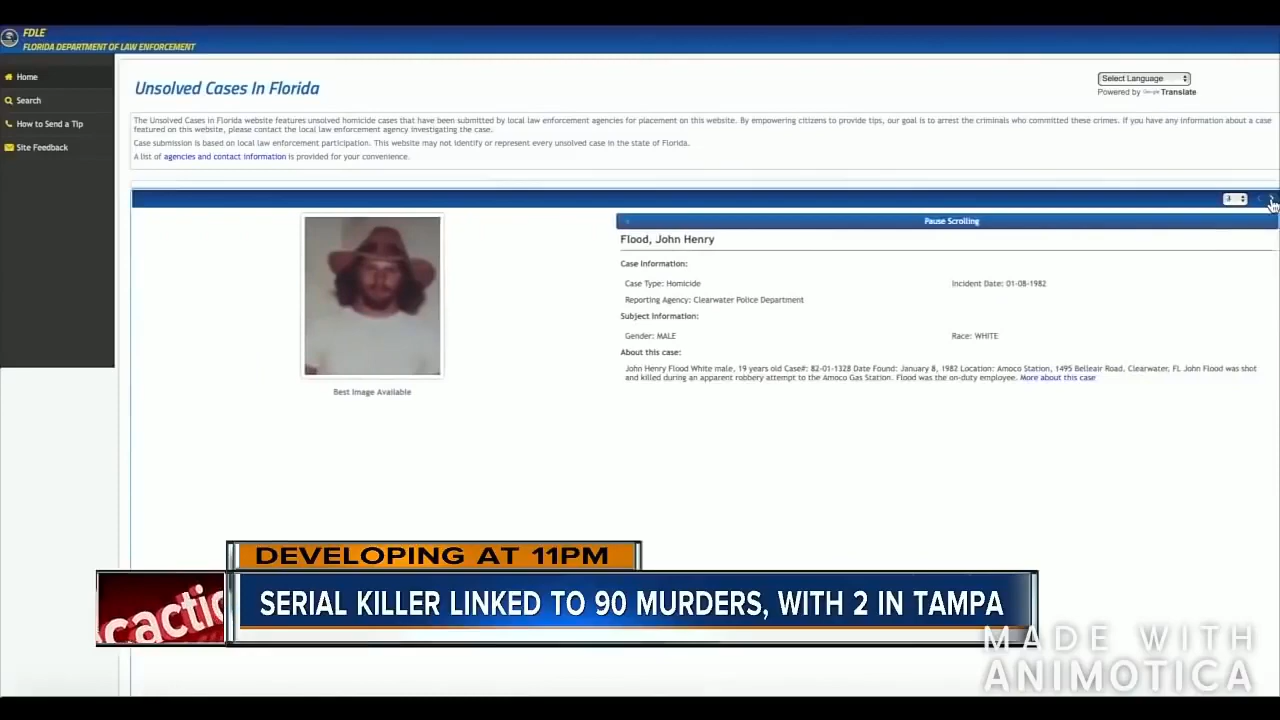 FDLE
FLORIDA DEPARTMENT OF LAW ENFORCEMENT
Home
Search
How to Send a Tip
Site Feedback
Unsolved Cases In Florida
Select Language
Powered by Google Translate
The Unsolved Cases in Florida website features unsolved homicide cases that have been submitted by local law enforcement agencies for placement on this website. By empowering citizens to provide tips, our goal is to arrest the criminals who committed these crimes. If you have any information about a case
featured on this website, please contact the local law enforcement agency investigating the case.
Case submission is based on local law enforcement participation. This website may not identify or represent every unsolved case in the state of Florida.
A list of agencies and contact information is provided for your convenience.
3
Pause Scrolling
Flood, John Henry
Case Information:
Case Type: Homicide Incident Date: 01-08-1982
Reporting Agency: Clearwater Police Department
Subject Information:
Gender: MALE Race: WHITE
About this case:
John Henry Flood White male, 19 years old Case#: 82-01-1328 Date Found: January 8, 1982 Location: Amoco Station, 1495 Belleair Road, Clearwater, FL John Flood was shot
and killed during an apparent robbery attempt to the Amoco Gas Station. Flood was the on-duty employee. More about this case
Best Image Available
DEVELOPING AT 11PM
SERIAL KILLER LINKED TO 90 MURDERS, WITH 2 IN TAMPA
cactio
MADE WITH
ANIMOTICA